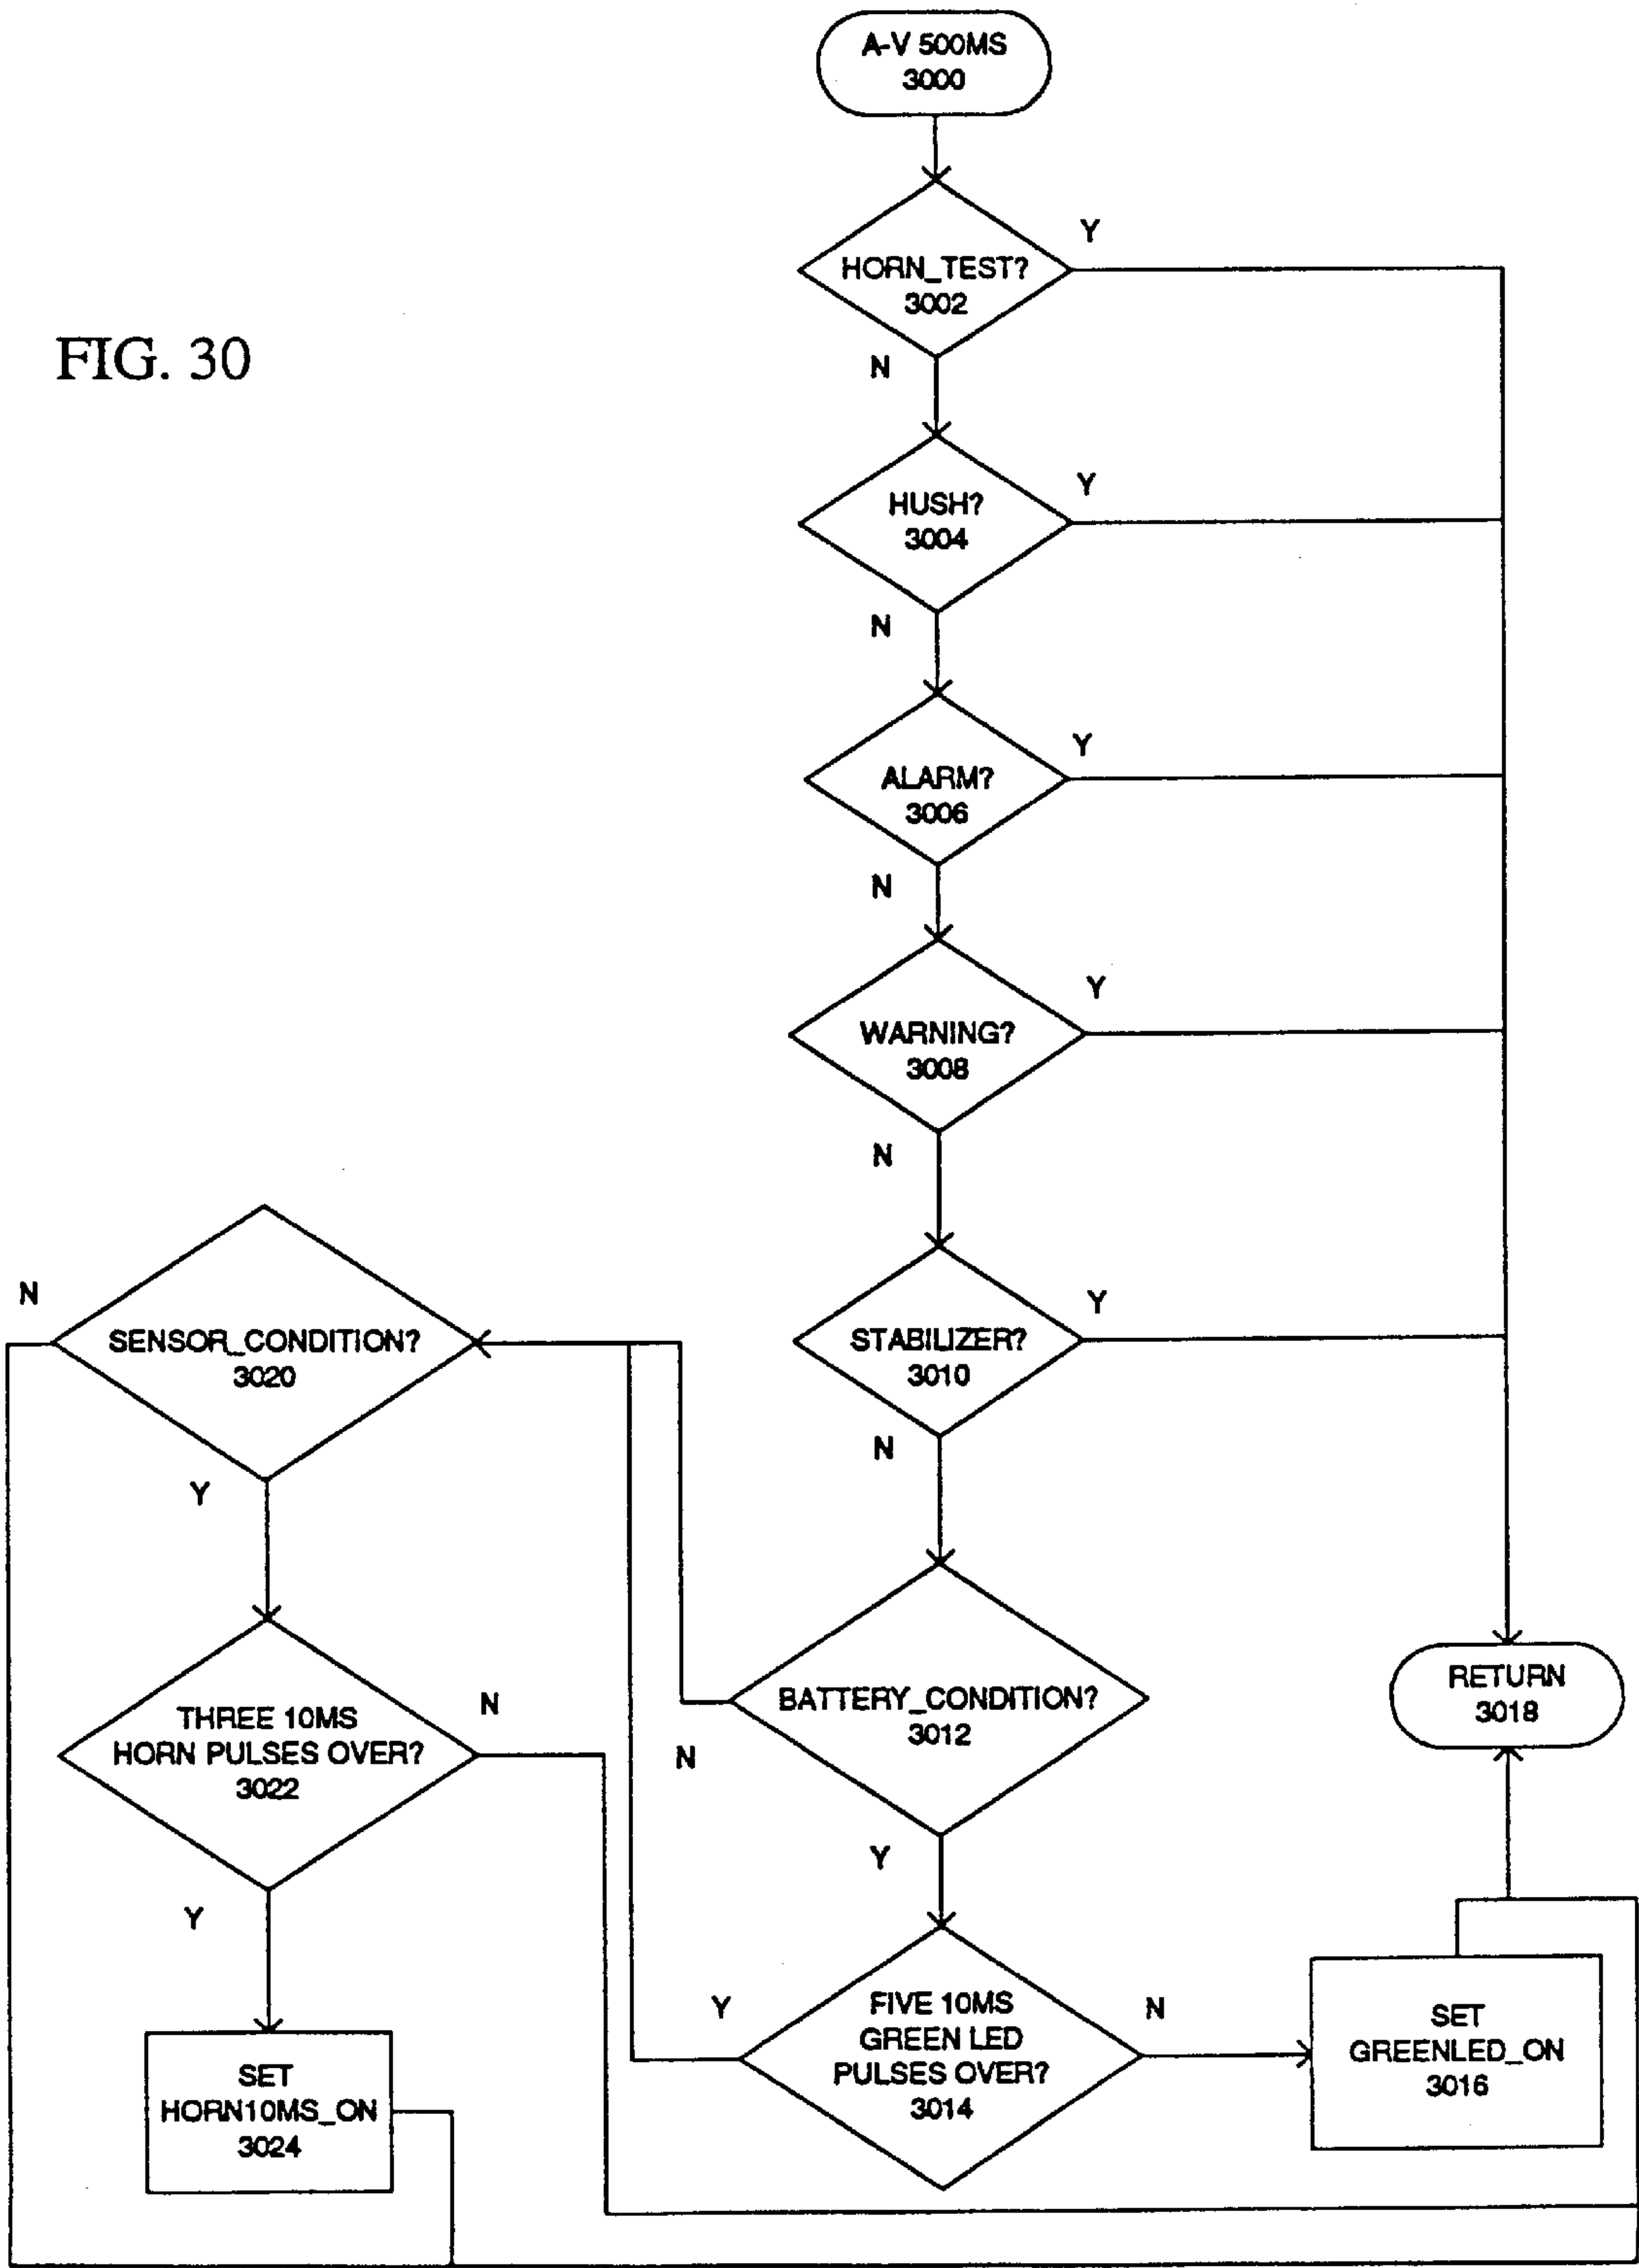 A-V 500MS
3000
Y
HORN_TEST?
3002
FIG. 30
N
Y
HUSH?
3004
N
Y
ALARM?
3006
N
Y
WARNING?
3008
N
N
Y
SENSOR_CONDITION?
3020
STABILIZER?
3010
N
Y
RETURN
3018
BATTERY_CONDITION?
3012
N
THREE 10MS
HORN PULSES OVER?
3022
N
Y
Y
Y
FIVE 10MS
GREEN LED
PULSES OVER?
3014
N
SET
GREENLED_ON
3016
SET
HORN10MS_ON
3024